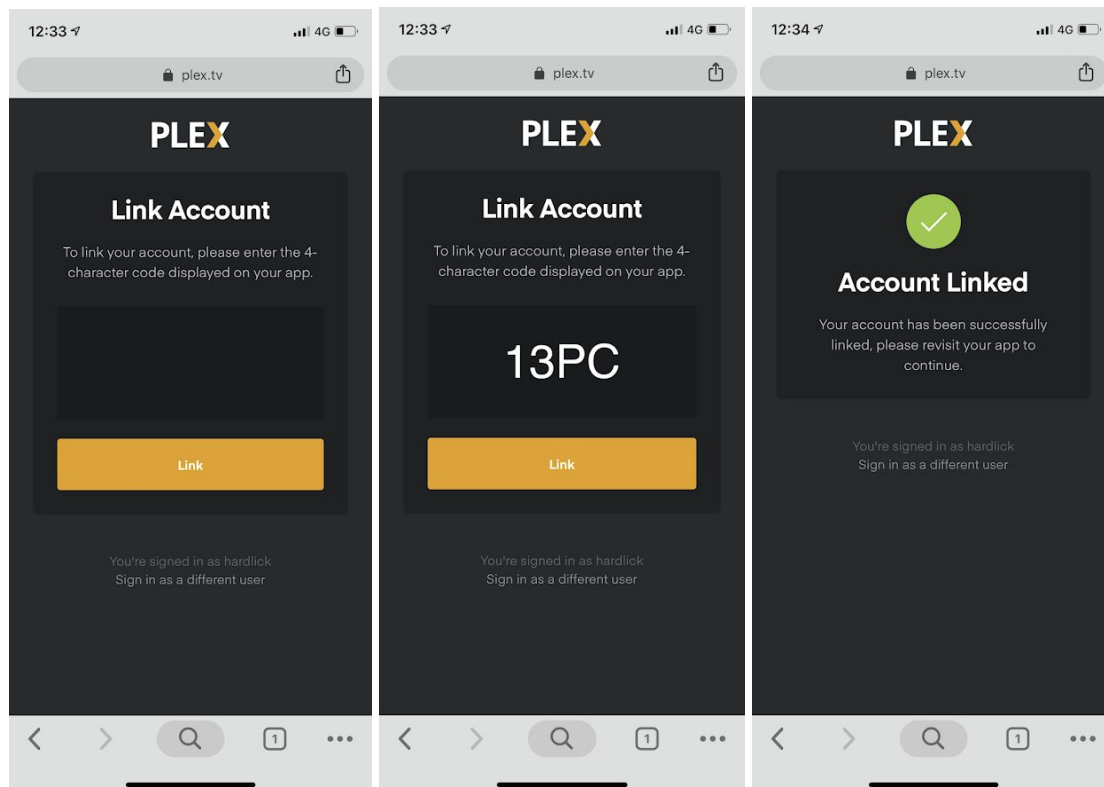 12:33
4G
plex.tv
PLEX
Link Account
To link your account, please enter the 4-
character code displayed on your app.
Link
You're signed in as hardlick
Sign in as a different user
1
12:33
4G
plex.tv
PLEX
Link Account
To link your account, please enter the 4-
character code displayed on your app.
13PC
Link
You're signed in as hardlick
Sign in as a different user
1
12:34
4G
plex.tv
PLEX
Account Linked
Your account has been successfully
linked, please revisit your app to
continue.
You're signed in as hardlick
Sign in as a different user
1